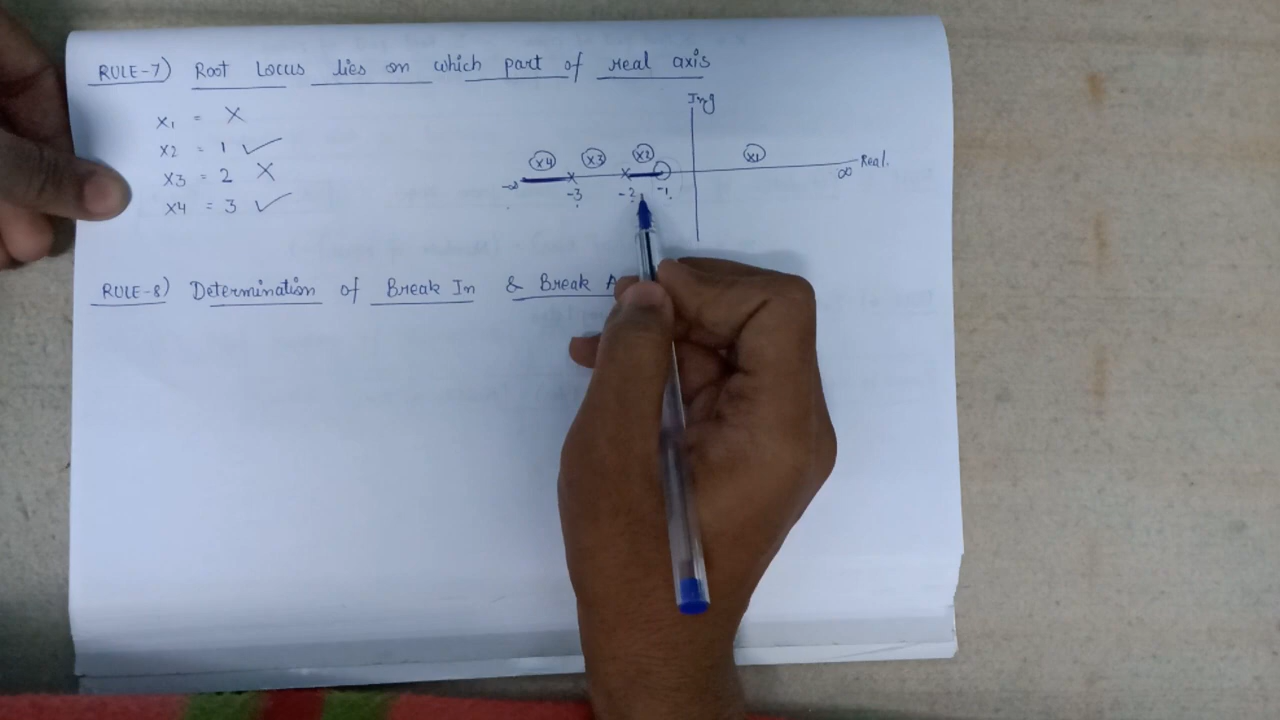 RULE-7) Root Locus lies on which part of real axis
x1 = X
x2 = 1 ✓
x3 = 2 X
x4 = 3 ✓
Img
x4 x3 x2 x1
-∞ ∞ Real.
-3 -2 -1
RULE-8) Determination of Break In & Break A